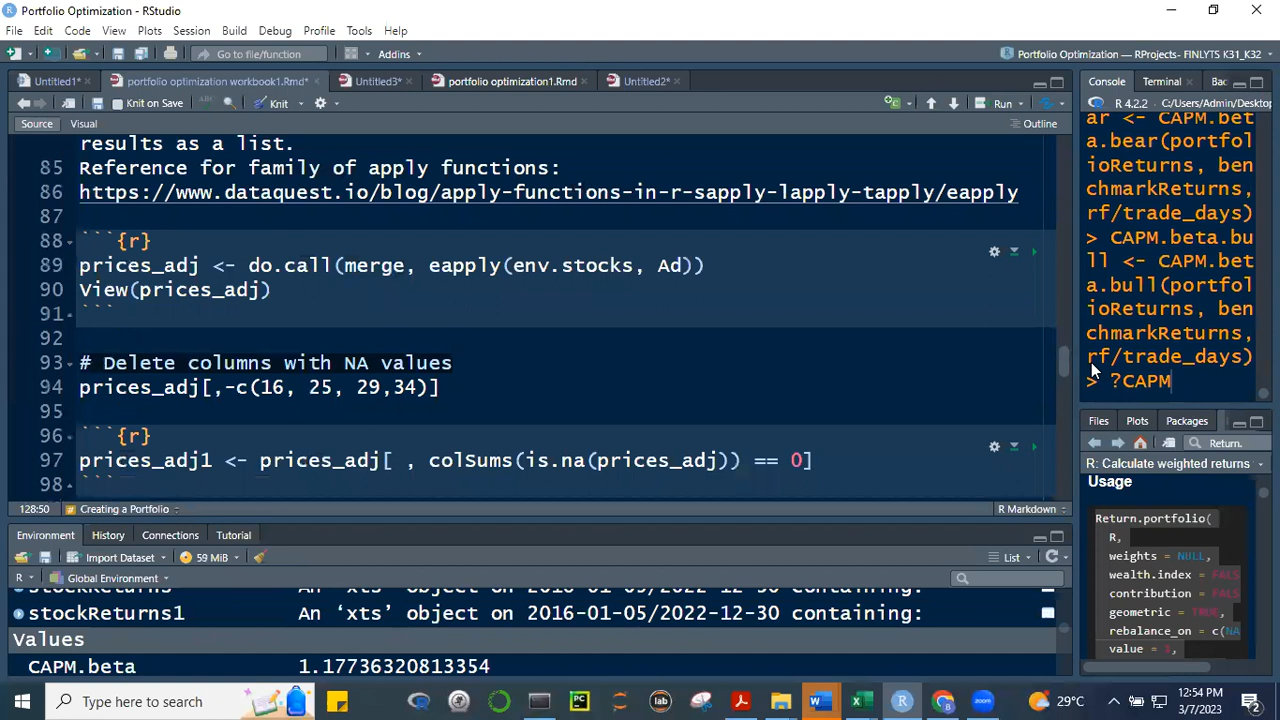 Portfolio Optimization - RStudio
File Edit Code View Plots Session Build Debug Profile Tools Help
Go to file/function Addins Portfolio Optimization — RProjects- FINLYTS K31_K32
Untitled1* portfolio optimization workbook1.Rmd* Untitled3* portfolio optimization1.Rmd Untitled2*
Knit on Save Knit Run
Source Visual Outline
results as a list.
85 Reference for family of apply functions:
86 https://www.dataquest.io/blog/apply-functions-in-r-sapply-lapply-tapply/eapply
87
88 ```{r}
89 prices_adj <- do.call(merge, eapply(env.stocks, Ad))
90 View(prices_adj)
91 ```
92
93 # Delete columns with NA values
94 prices_adj[,-c(16, 25, 29,34)]
95
96 ```{r}
97 prices_adj1 <- prices_adj[ , colSums(is.na(prices_adj)) == 0]
98 ```
128:50 # Creating a Portfolio R Markdown
Environment History Connections Tutorial
Import Dataset 59 MiB List
R Global Environment
stockReturns An ‘xts’ object on 2016-01-05/2022-12-30 containing:
stockReturns1 An ‘xts’ object on 2016-01-05/2022-12-30 containing:
Values
CAPM.beta 1.17736320813354
Console Terminal Bac
R 4.2.2 · C:/Users/Admin/Desktop
ar <- CAPM.bet
a.bear(portfol
ioReturns, ben
chmarkReturns,
rf/trade_days)
> CAPM.beta.bu
ll <- CAPM.bet
a.bull(portfol
ioReturns, ben
chmarkReturns,
rf/trade_days)
> ?CAPM
Files Plots Packages
Return.
R: Calculate weighted returns
Usage
Return.portfolio(
R,
weights = NULL,
wealth.index = FALS
contribution = FALS
geometric = TRUE,
rebalance_on = c(NA
value = 1,
Type here to search
29°C 12:54 PM
3/7/2023